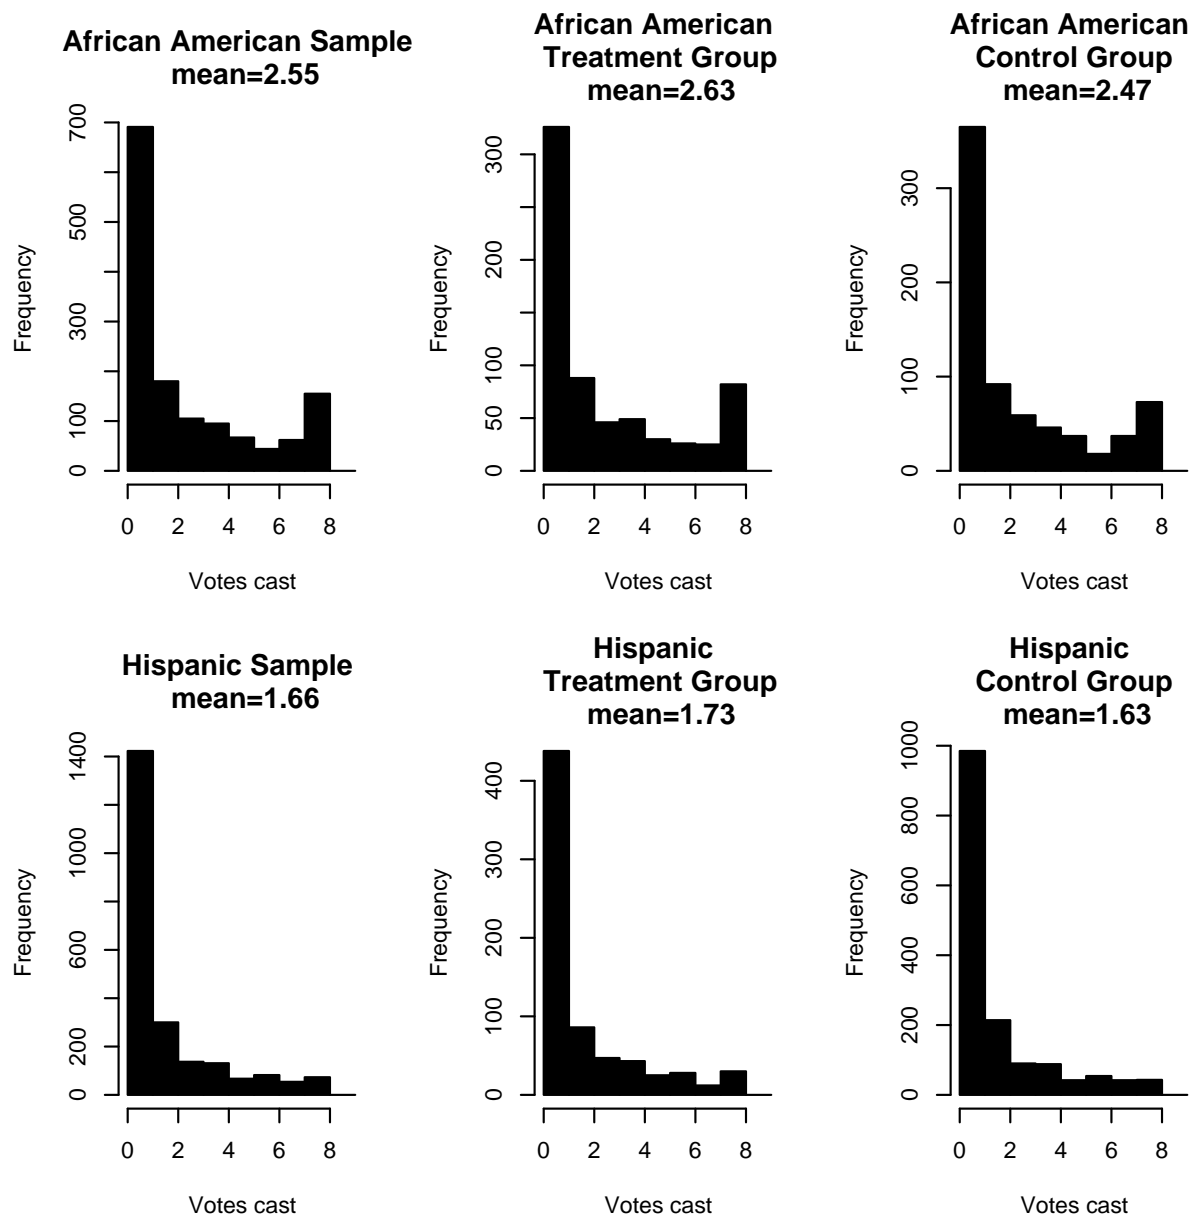 African American Sample
mean=2.55
Frequency
700
500
300
100
0
0 2 4 6 8
Votes cast
African American
Treatment Group
mean=2.63
Frequency
300
200
100
50
0
0 2 4 6 8
Votes cast
African American
Control Group
mean=2.47
Frequency
300
200
100
0
0 2 4 6 8
Votes cast
Hispanic Sample
mean=1.66
Frequency
1400
1000
600
200
0
0 2 4 6 8
Votes cast
Hispanic
Treatment Group
mean=1.73
Frequency
400
300
200
100
0
0 2 4 6 8
Votes cast
Hispanic
Control Group
mean=1.63
Frequency
1000
800
600
400
200
0
0 2 4 6 8
Votes cast